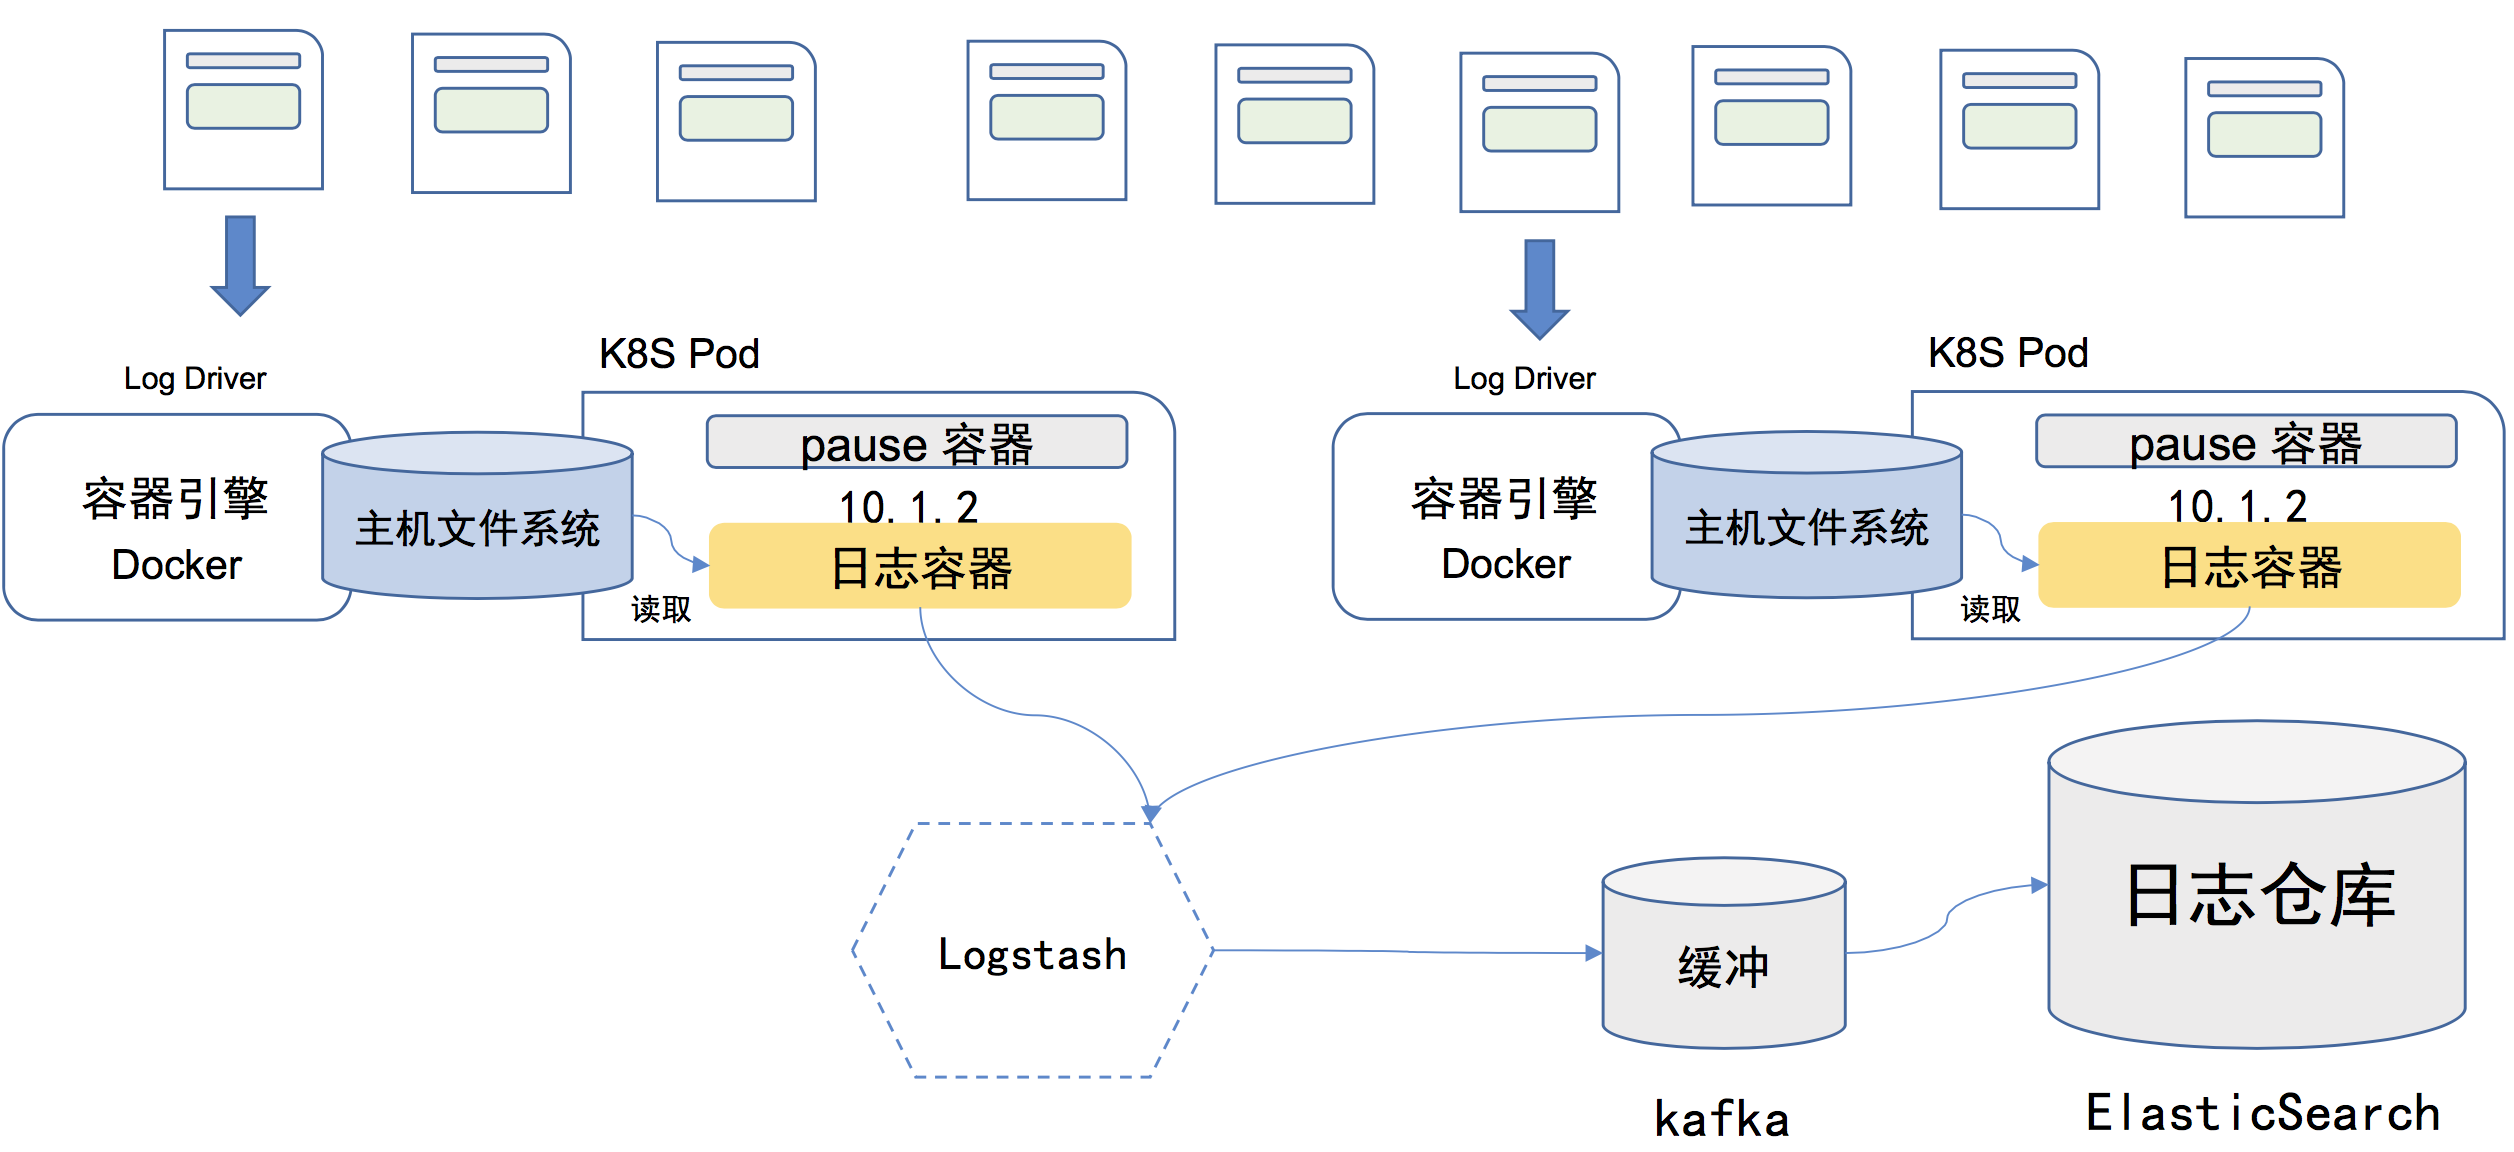 K8S Pod
Log Driver
pause 容器
10.1.2
容器引擎
Docker
主机文件系统
日志容器
读取
K8S Pod
Log Driver
pause 容器
10.1.2
容器引擎
Docker
主机文件系统
日志容器
读取
Logstash
缓冲
kafka
日志仓库
ElasticSearch